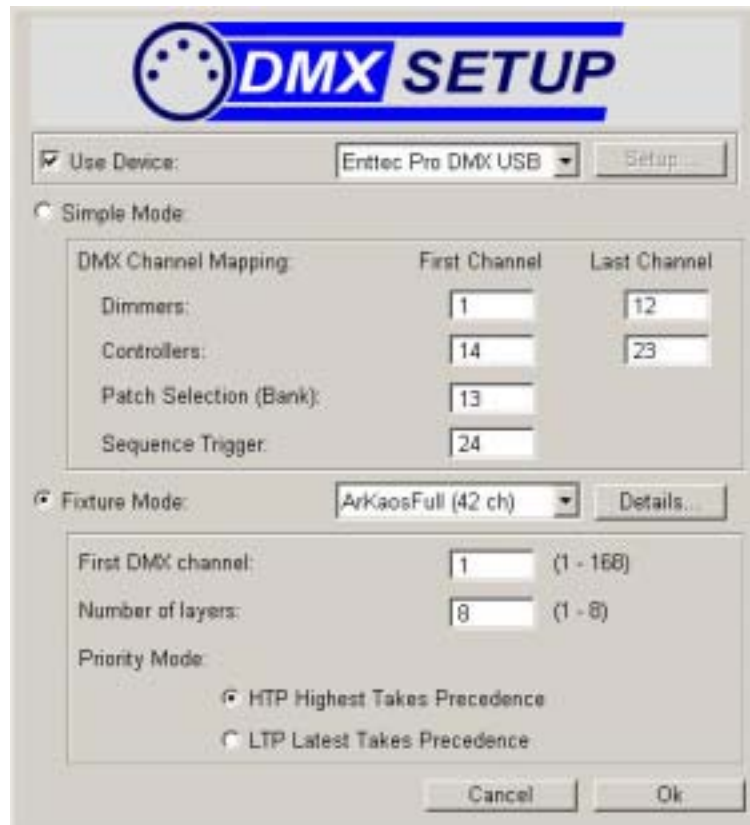 DMX SETUP
Use Device: Enttec Pro DMX USB Setup...
Simple Mode:
DMX Channel Mapping: First Channel Last Channel
Dimmers: 1 12
Controllers: 14 23
Patch Selection (Bank): 13
Sequence Trigger: 24
Fixture Mode: ArKaosFull (42 ch) Details...
First DMX channel: 1 (1 - 168)
Number of layers: 8 (1 - 8)
Priority Mode:
HTP Highest Takes Precedence
LTP Latest Takes Precedence
Cancel Ok